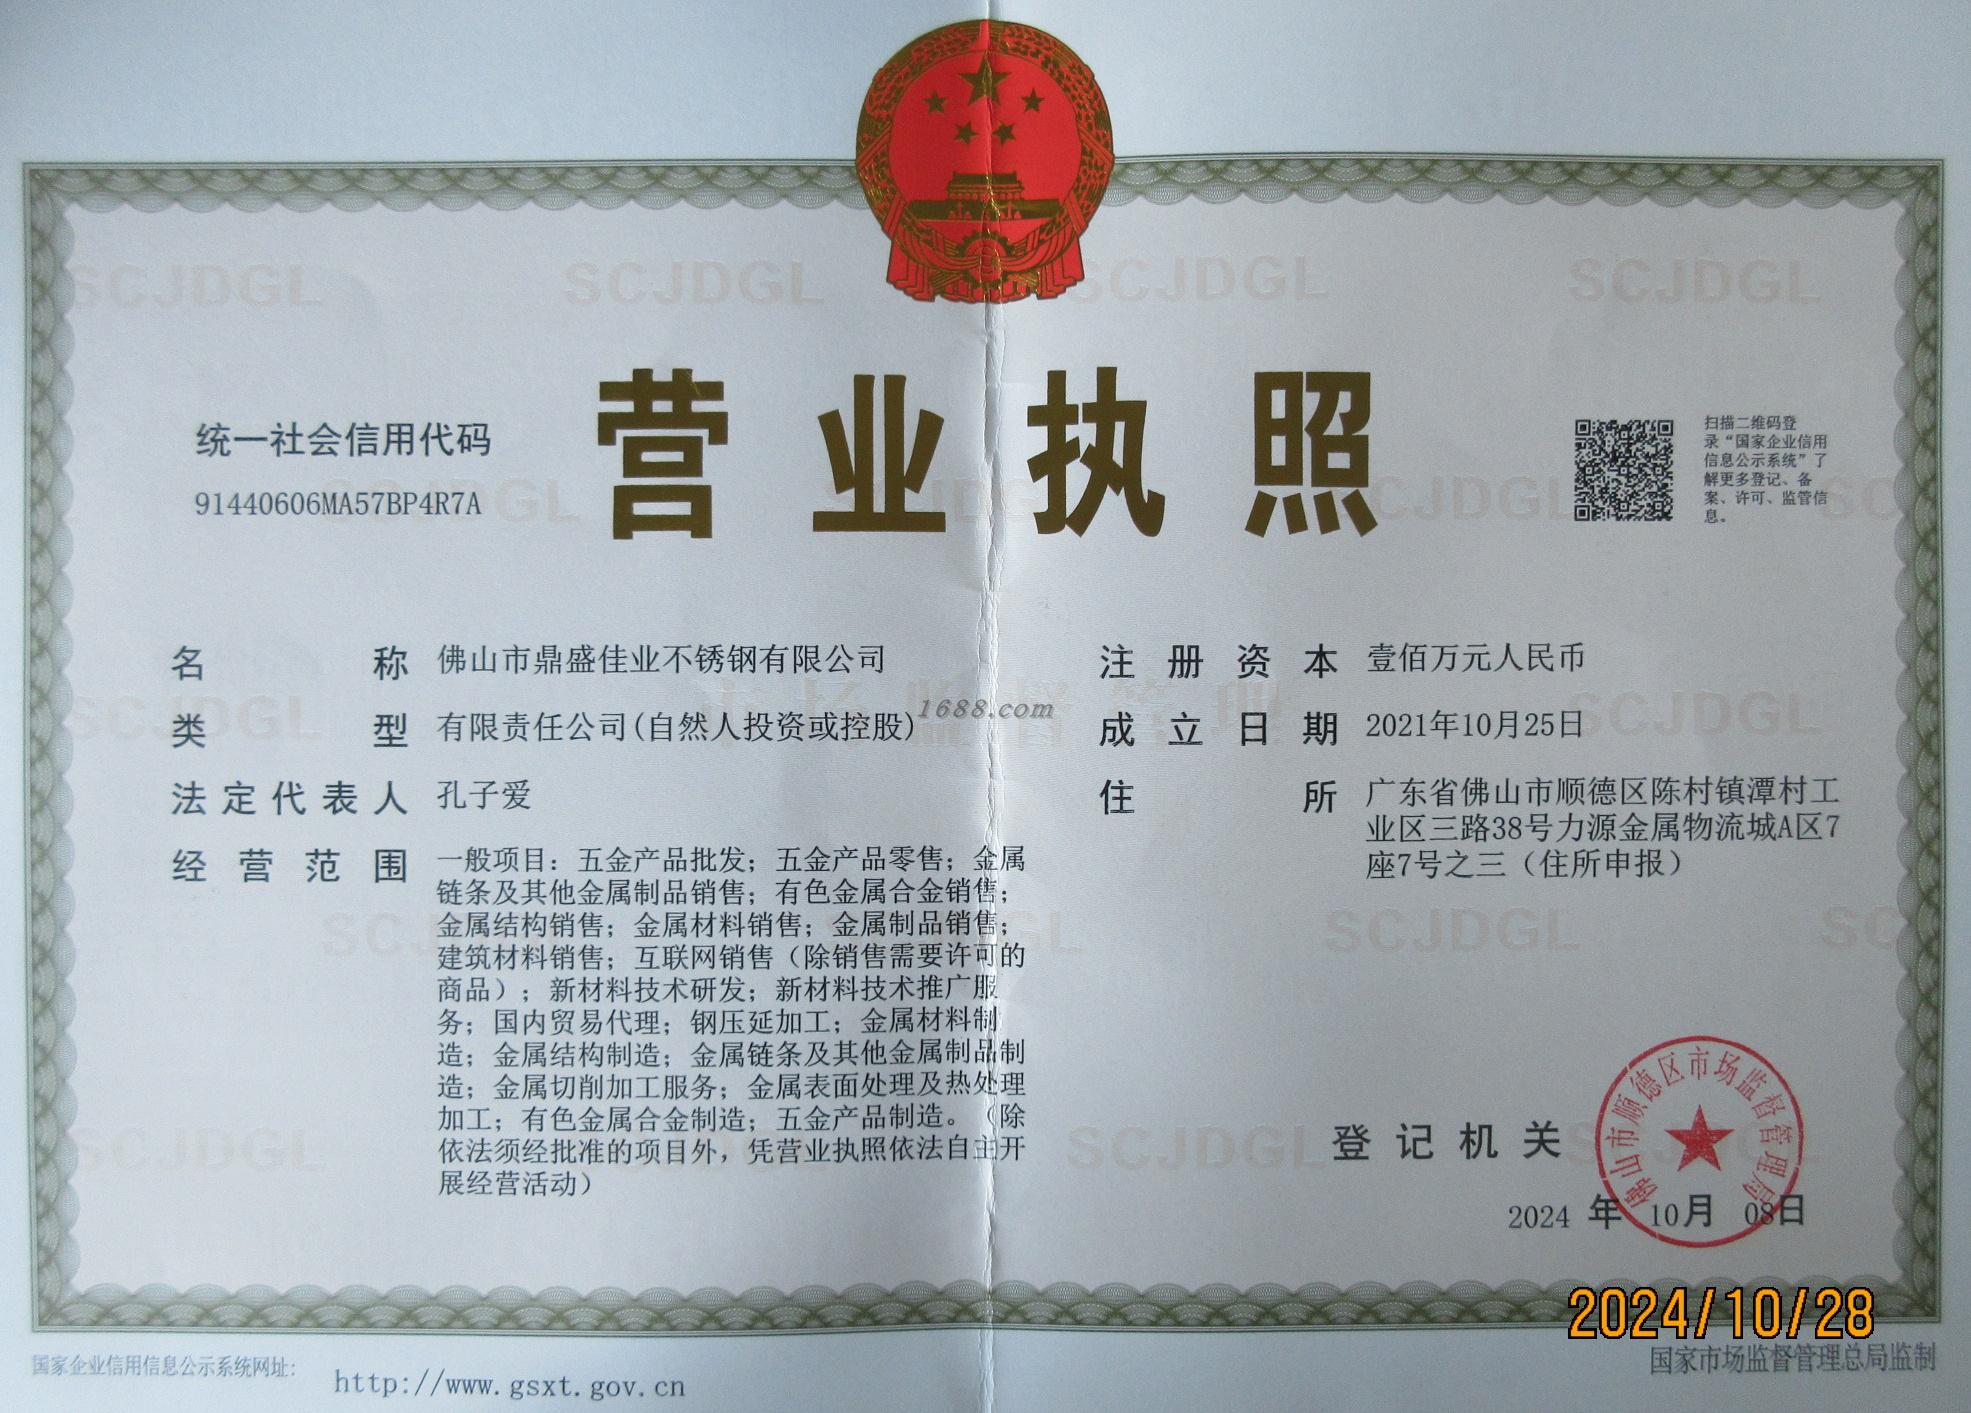 营业执照
统一社会信用代码
91440606MA57BP4R7A
扫描二维码登
录“国家企业信用
信息公示系统”了
解更多登记、备
案、许可、监管信
息。
名称 佛山市鼎盛佳业不锈钢有限公司
类型 有限责任公司(自然人投资或控股)
法定代表人 孔子爱
经营范围 一般项目：五金产品批发；五金产品零售；金属
链条及其他金属制品销售；有色金属合金销售；
金属结构销售；金属材料销售；金属制品销售；
建筑材料销售；互联网销售（除销售需要许可的
商品）；新材料技术研发；新材料技术推广服
务；国内贸易代理；钢压延加工；金属材料制
造；金属结构制造；金属链条及其他金属制品制
造；金属切削加工服务；金属表面处理及热处理
加工；有色金属合金制造；五金产品制造。（除
依法须经批准的项目外，凭营业执照依法自主开
展经营活动）
注册资本 壹佰万元人民币
成立日期 2021年10月25日
住所 广东省佛山市顺德区陈村镇潭村工
业区三路38号力源金属物流城A区7
座7号之三（住所申报）
1688.com
登记机关
佛山市顺德区市场监督管理局
2024 年 10月 08日
2024/10/28
国家企业信用信息公示系统网址：
http://www.gsxt.gov.cn
国家市场监督管理总局监制
SCJDGL
SCJDGL
SCJDGL
SCJDGL
市场监督管理